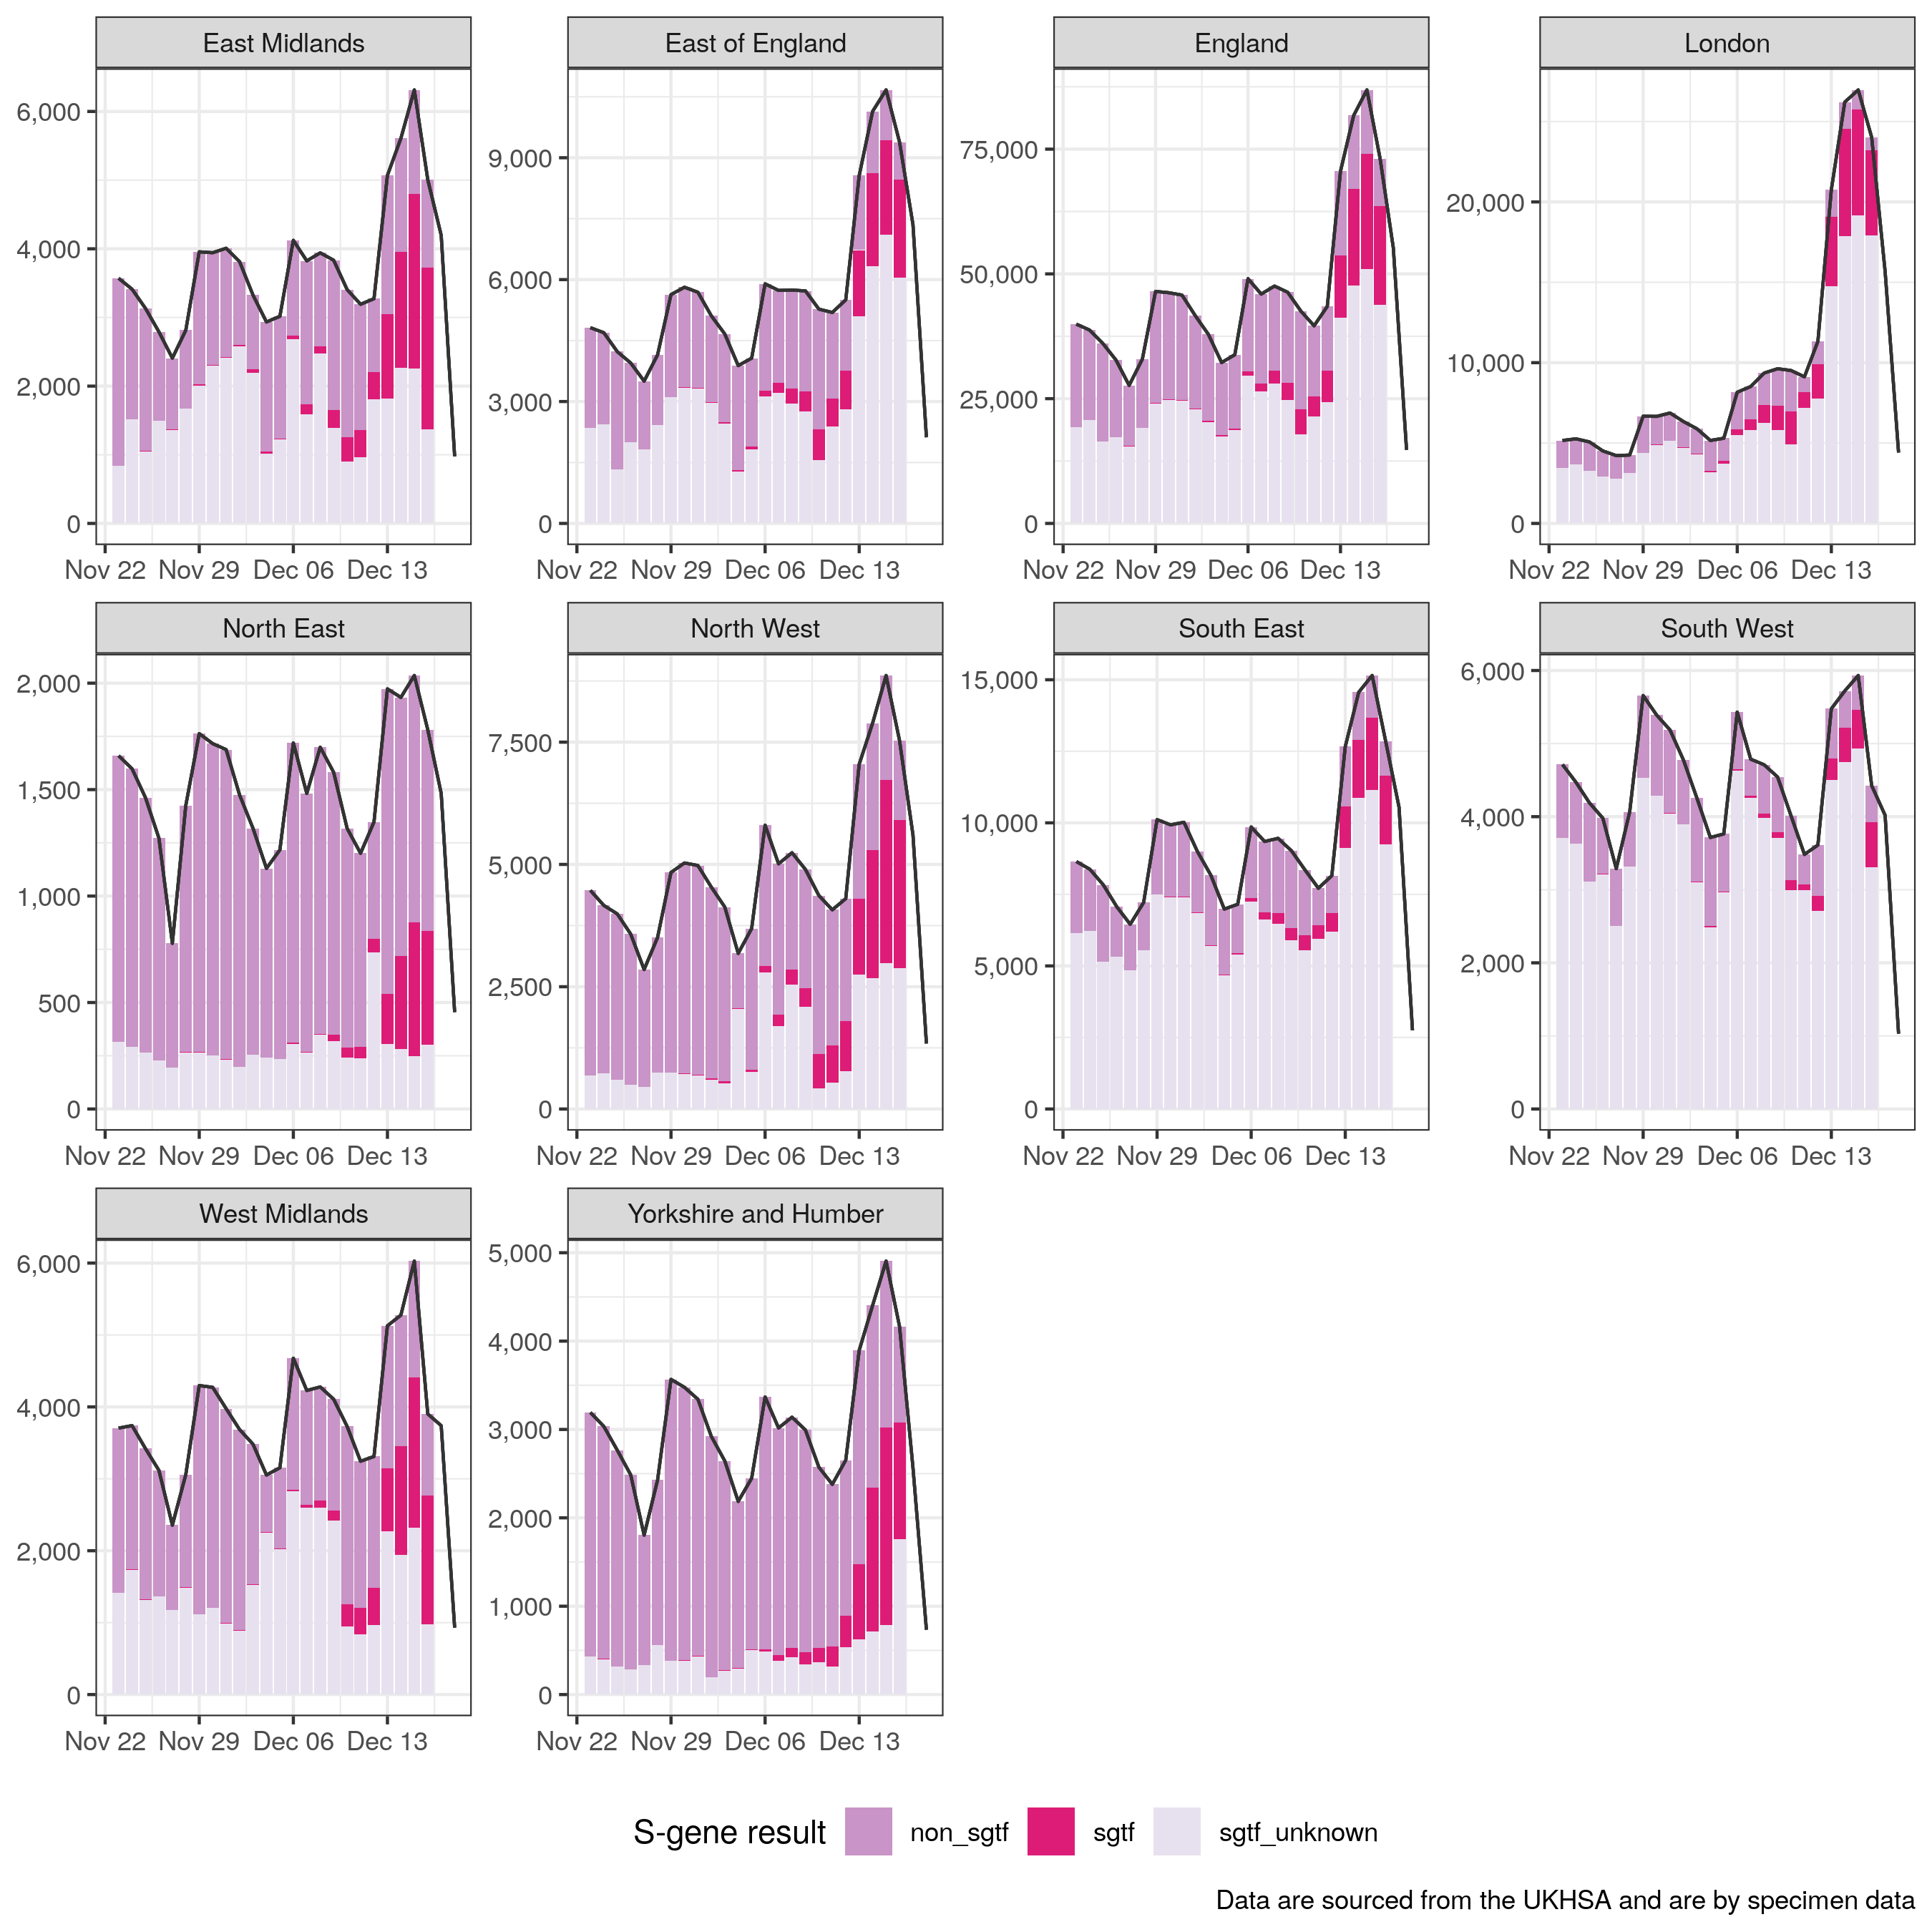 East Midlands
East of England
England
London
6,000
4,000
2,000
0
9,000
6,000
3,000
0
75,000
50,000
25,000
0
20,000
10,000
0
Nov 22 Nov 29 Dec 06 Dec 13
Nov 22 Nov 29 Dec 06 Dec 13
Nov 22 Nov 29 Dec 06 Dec 13
Nov 22 Nov 29 Dec 06 Dec 13
North East
North West
South East
South West
2,000
1,500
1,000
500
0
7,500
5,000
2,500
0
15,000
10,000
5,000
0
6,000
4,000
2,000
0
Nov 22 Nov 29 Dec 06 Dec 13
Nov 22 Nov 29 Dec 06 Dec 13
Nov 22 Nov 29 Dec 06 Dec 13
Nov 22 Nov 29 Dec 06 Dec 13
West Midlands
Yorkshire and Humber
6,000
4,000
2,000
0
5,000
4,000
3,000
2,000
1,000
0
Nov 22 Nov 29 Dec 06 Dec 13
Nov 22 Nov 29 Dec 06 Dec 13
S-gene result non_sgtf sgtf sgtf_unknown
Data are sourced from the UKHSA and are by specimen data